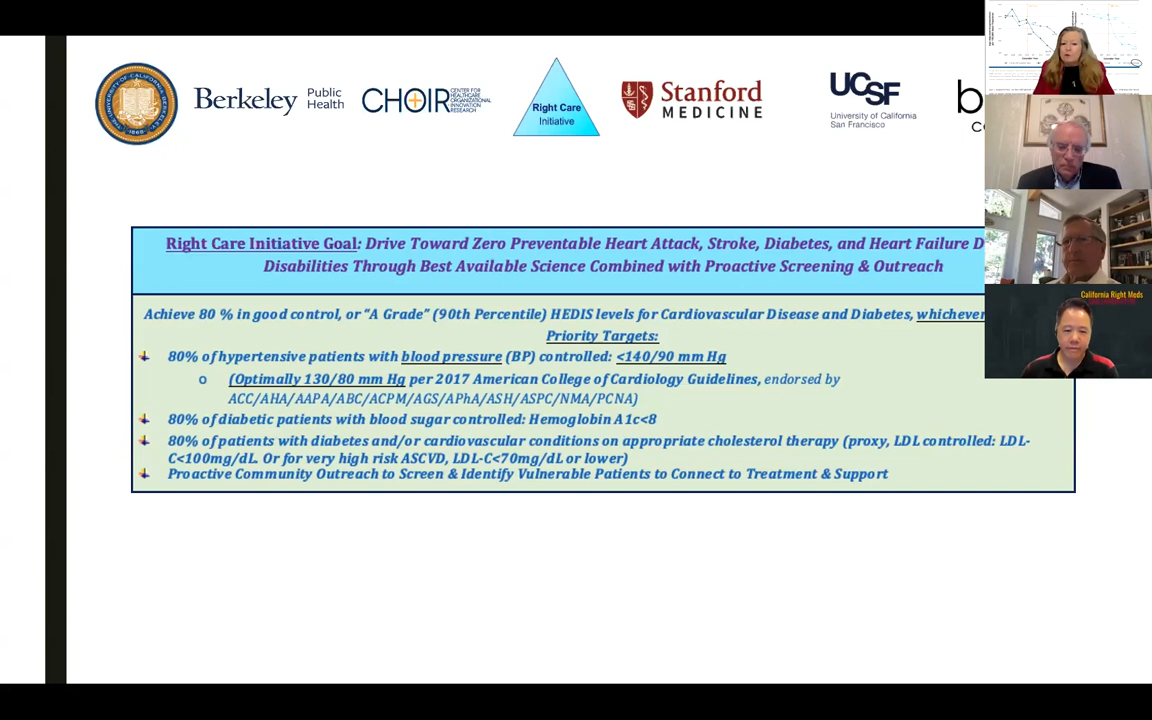 Berkeley Public Health
CHOIR CENTER FOR HEALTHCARE ORGANIZATIONAL INNOVATION RESEARCH
Right Care
Initiative
Stanford
MEDICINE
UCSF
University of California
San Francisco
Right Care Initiative Goal: Drive Toward Zero Preventable Heart Attack, Stroke, Diabetes, and Heart Failure D
Disabilities Through Best Available Science Combined with Proactive Screening & Outreach
Achieve 80 % in good control, or “A Grade” (90th Percentile) HEDIS levels for Cardiovascular Disease and Diabetes, whichever
Priority Targets:
80% of hypertensive patients with blood pressure (BP) controlled: <140/90 mm Hg
o (Optimally 130/80 mm Hg per 2017 American College of Cardiology Guidelines, endorsed by
ACC/AHA/AAPA/ABC/ACPM/AGS/APhA/ASH/ASPC/NMA/PCNA)
80% of diabetic patients with blood sugar controlled: Hemoglobin A1c<8
80% of patients with diabetes and/or cardiovascular conditions on appropriate cholesterol therapy (proxy, LDL controlled: LDL-
C<100mg/dL. Or for very high risk ASCVD, LDL-C<70mg/dL or lower)
Proactive Community Outreach to Screen & Identify Vulnerable Patients to Connect to Treatment & Support
California Right Meds